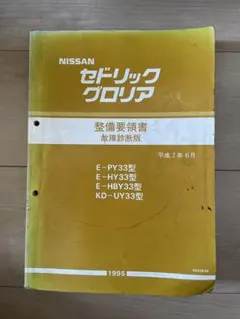 NISSAN
セドリック
グロリア
整備要領書
故障診断版
平成7年6月
E-PY33型
E-HY33型
E-HBY33型
KD-UY33型
1995